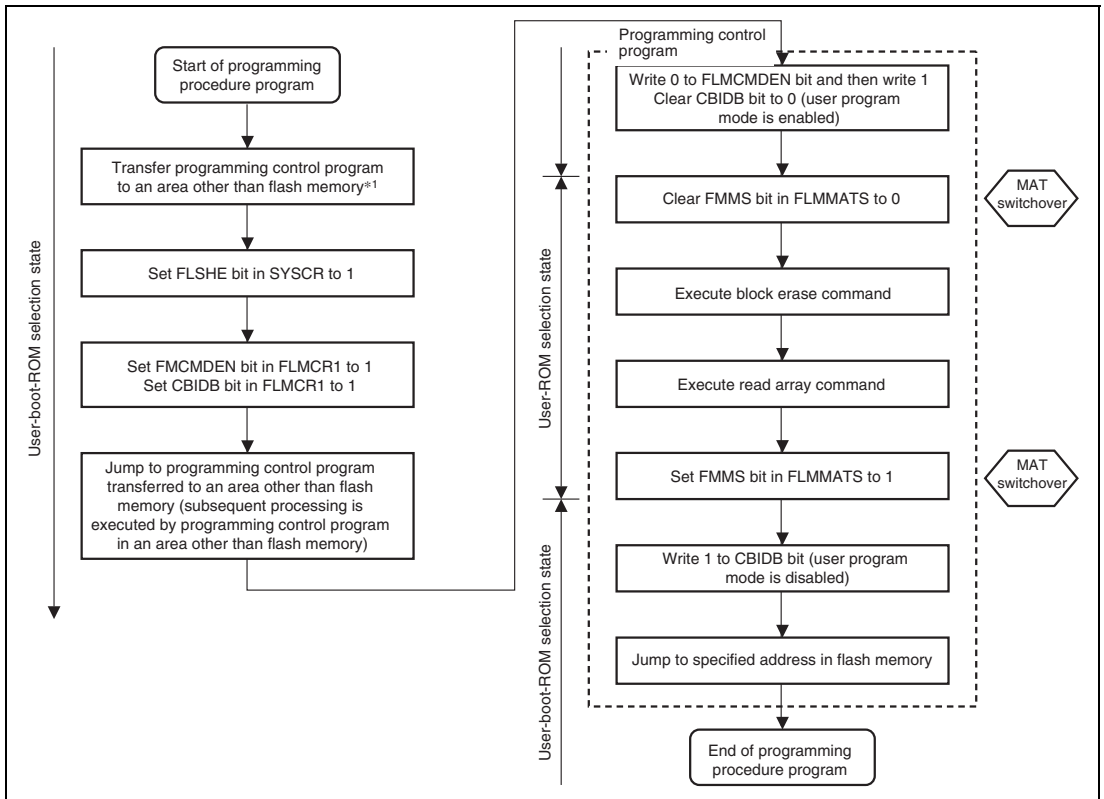 Start of programming
procedure program
Transfer programming control program
to an area other than flash memory*1
Set FLSHE bit in SYSCR to 1
Set FMCMDEN bit in FLMCR1 to 1
Set CBIDB bit in FLMCR1 to 1
Jump to programming control program
transferred to an area other than flash
memory (subsequent processing is
executed by programming control program
in an area other than flash memory)
User-boot-ROM selection state
Programming control
program
Write 0 to FLMCMDEN bit and then write 1
Clear CBIDB bit to 0 (user program
mode is enabled)
Clear FMMS bit in FLMMATS to 0
MAT
switchover
Execute block erase command
Execute read array command
User-ROM selection state
Set FMMS bit in FLMMATS to 1
MAT
switchover
Write 1 to CBIDB bit (user program
mode is disabled)
Jump to specified address in flash memory
User-boot-ROM selection state
End of programming
procedure program